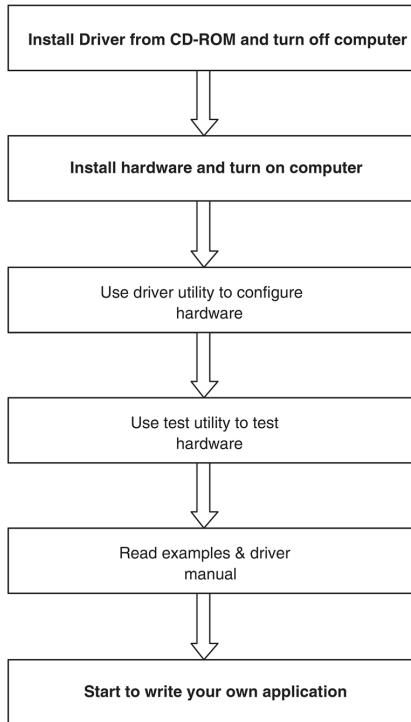 Install Driver from CD-ROM and turn off computer
Install hardware and turn on computer
Use driver utility to configure
hardware
Use test utility to test
hardware
Read examples & driver
manual
Start to write your own application